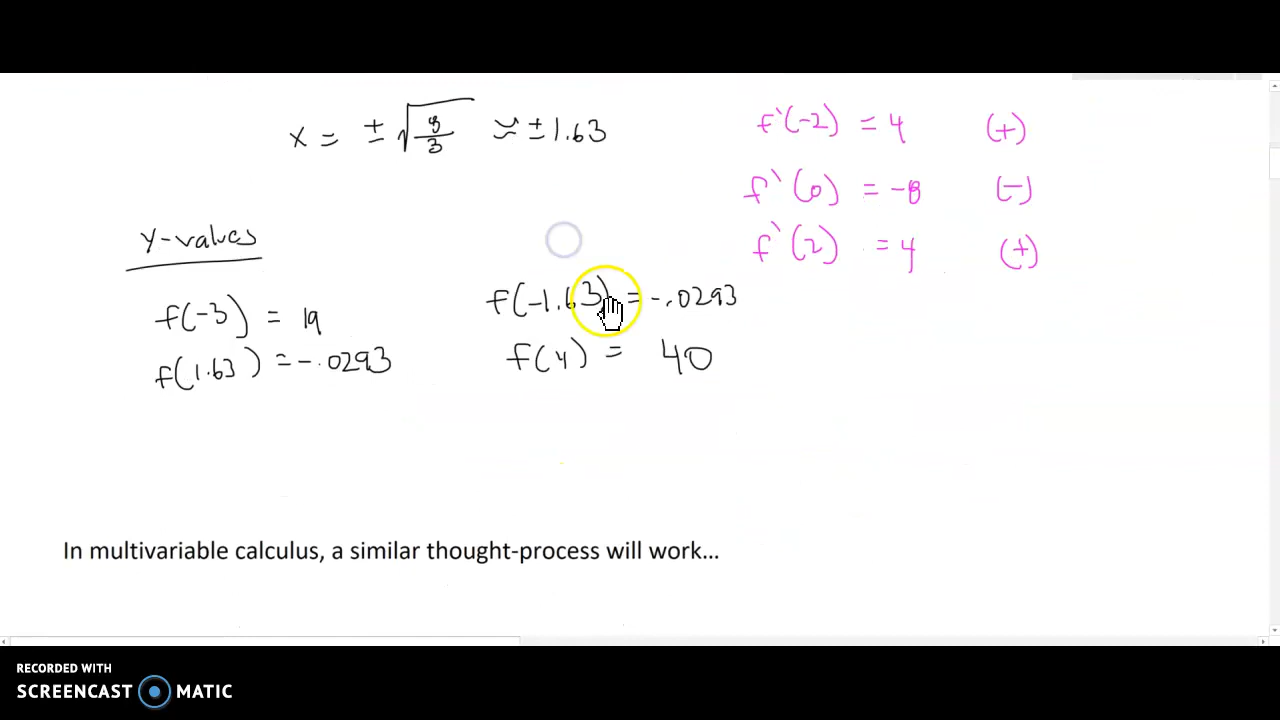 x = ± √8/3 ≈ ± 1.63
f'(-2) = 4 (+)
f'(0) = -8 (-)
f'(2) = 4 (+)
y-values
f(-3) = 19
f(1.63) = -.0293
f(-1.63) = -.0293
f(4) = 40
In multivariable calculus, a similar thought-process will work…
RECORDED WITH
SCREENCAST MATIC